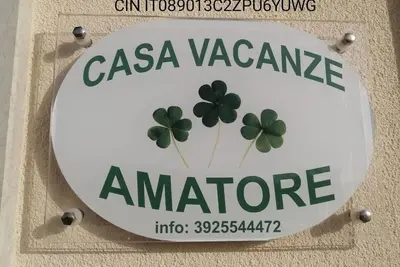 CIN IT089013C2ZPU6YUWG
CASA VACANZE
AMATORE
info: 3925544472